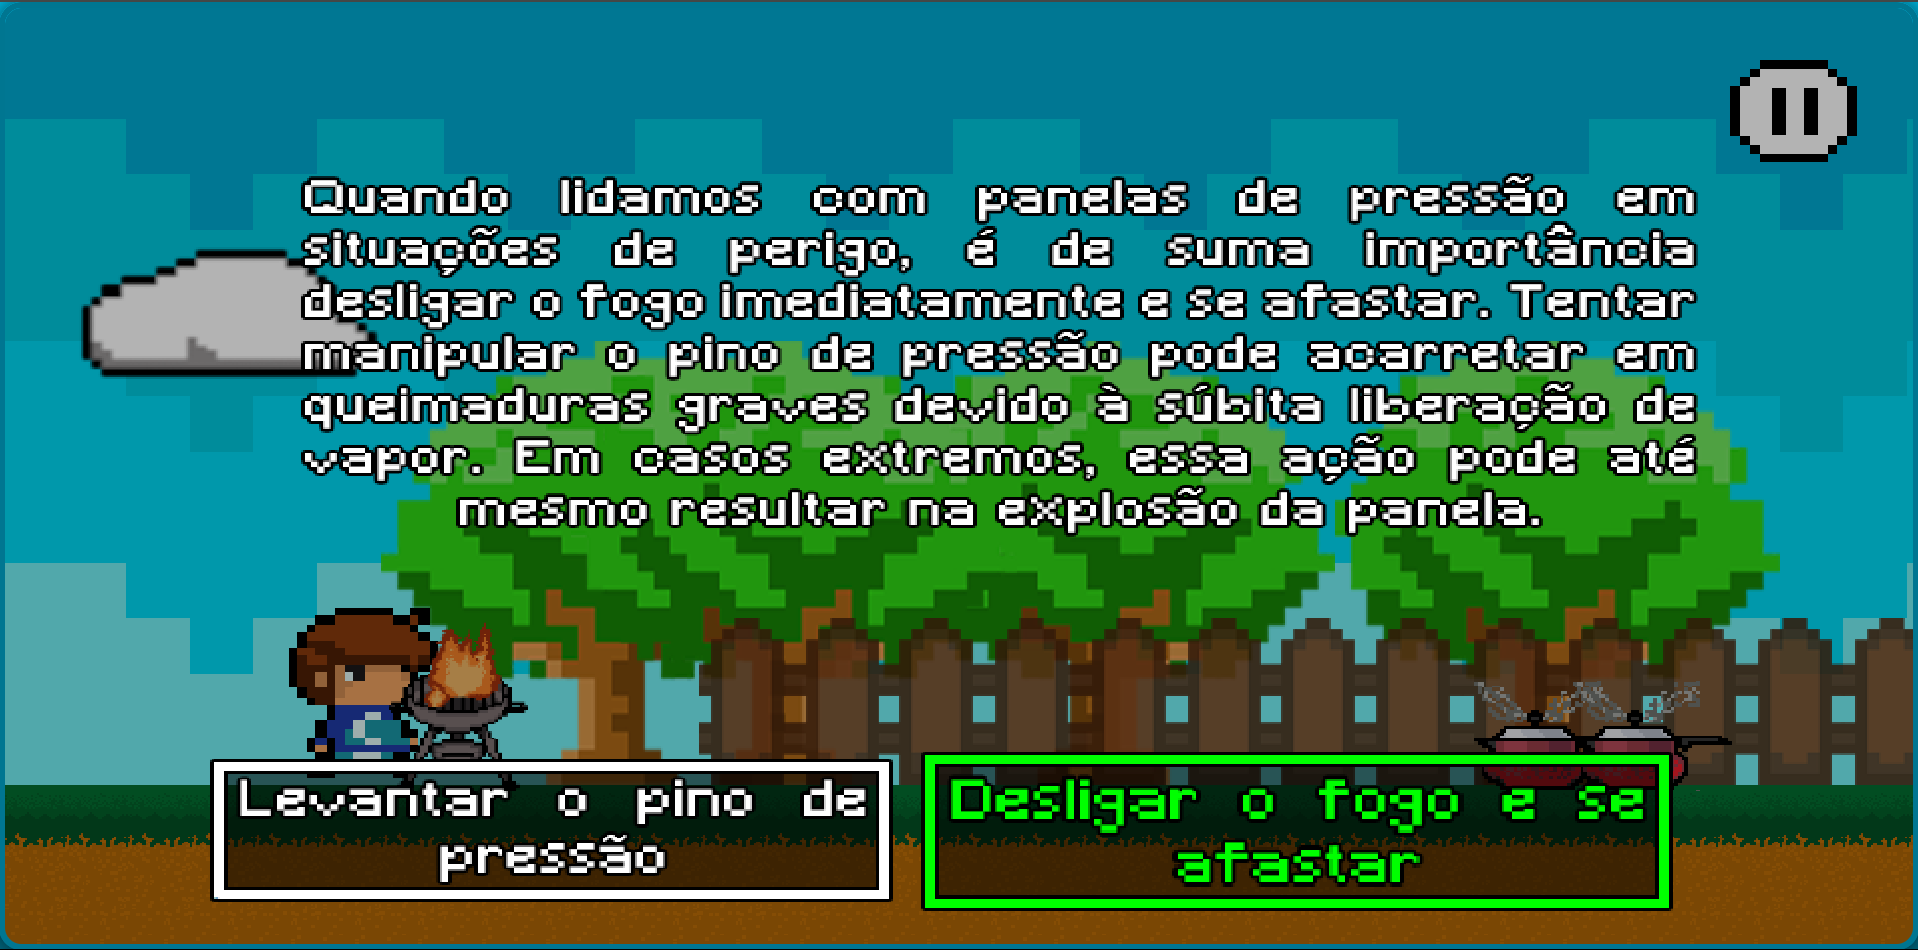 Quando lidamos com panelas de pressão em
situações de perigo, é de suma importância
desligar o fogo imediatamente e se afastar. Tentar
manipular o pino de pressão pode acarretar em
queimaduras graves devido à súbita liberação de
vapor. Em casos extremos, essa ação pode até
mesmo resultar na explosão da panela.
Levantar o pino de
pressão
Desligar o fogo e se
afastar